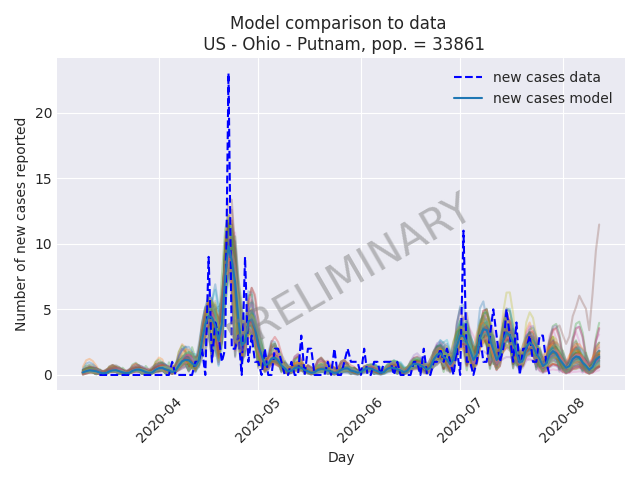 Model comparison to data
US - Ohio - Putnam, pop. = 33861
new cases data
new cases model
PRELIMINARY
Number of new cases reported
20
15
10
5
0
2020-04
2020-05
2020-06
2020-07
2020-08
Day